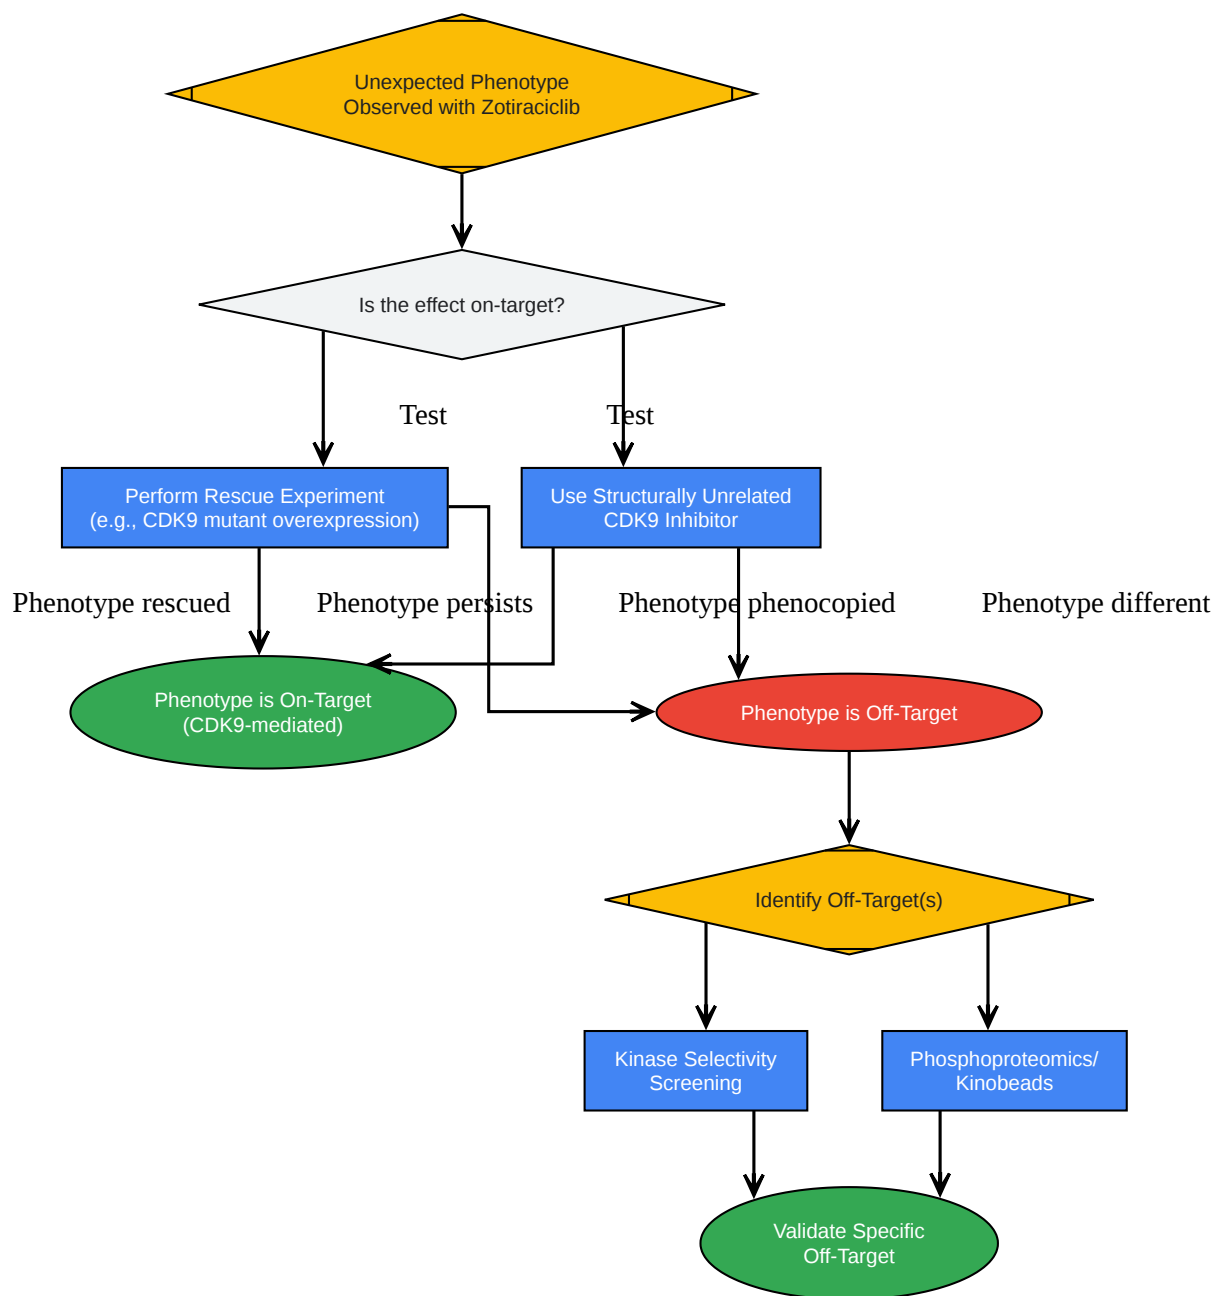 Unexpected Phenotype
Observed with Zotiraciclib
Is the effect on-target?
Test
Test
Perform Rescue Experiment
(e.g., CDK9 mutant overexpression)
Use Structurally Unrelated
CDK9 Inhibitor
Phenotype rescued
Phenotype persists
Phenotype phenocopied
Phenotype different
Phenotype is On-Target
(CDK9-mediated)
Phenotype is Off-Target
Identify Off-Target(s)
Kinase Selectivity
Screening
Phosphoproteomics/
Kinobeads
Validate Specific
Off-Target